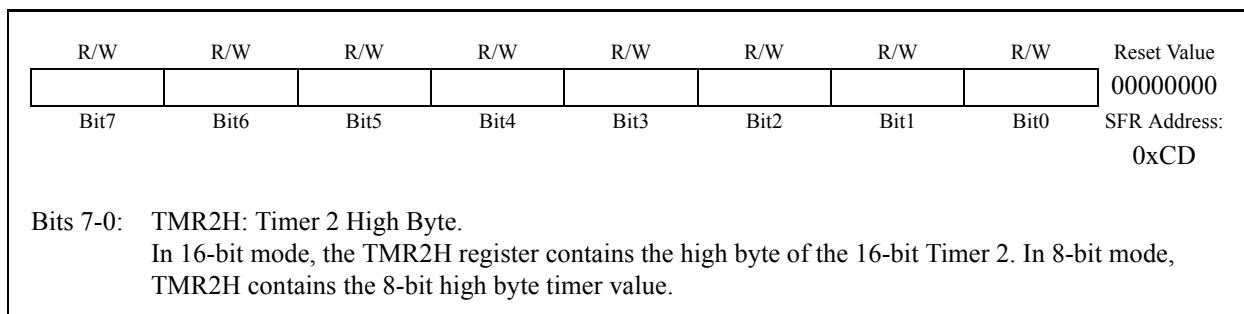 R/W R/W R/W R/W R/W R/W R/W R/W Reset Value
00000000
Bit7 Bit6 Bit5 Bit4 Bit3 Bit2 Bit1 Bit0 SFR Address:
0xCD
Bits 7-0: TMR2H: Timer 2 High Byte.
In 16-bit mode, the TMR2H register contains the high byte of the 16-bit Timer 2. In 8-bit mode,
TMR2H contains the 8-bit high byte timer value.